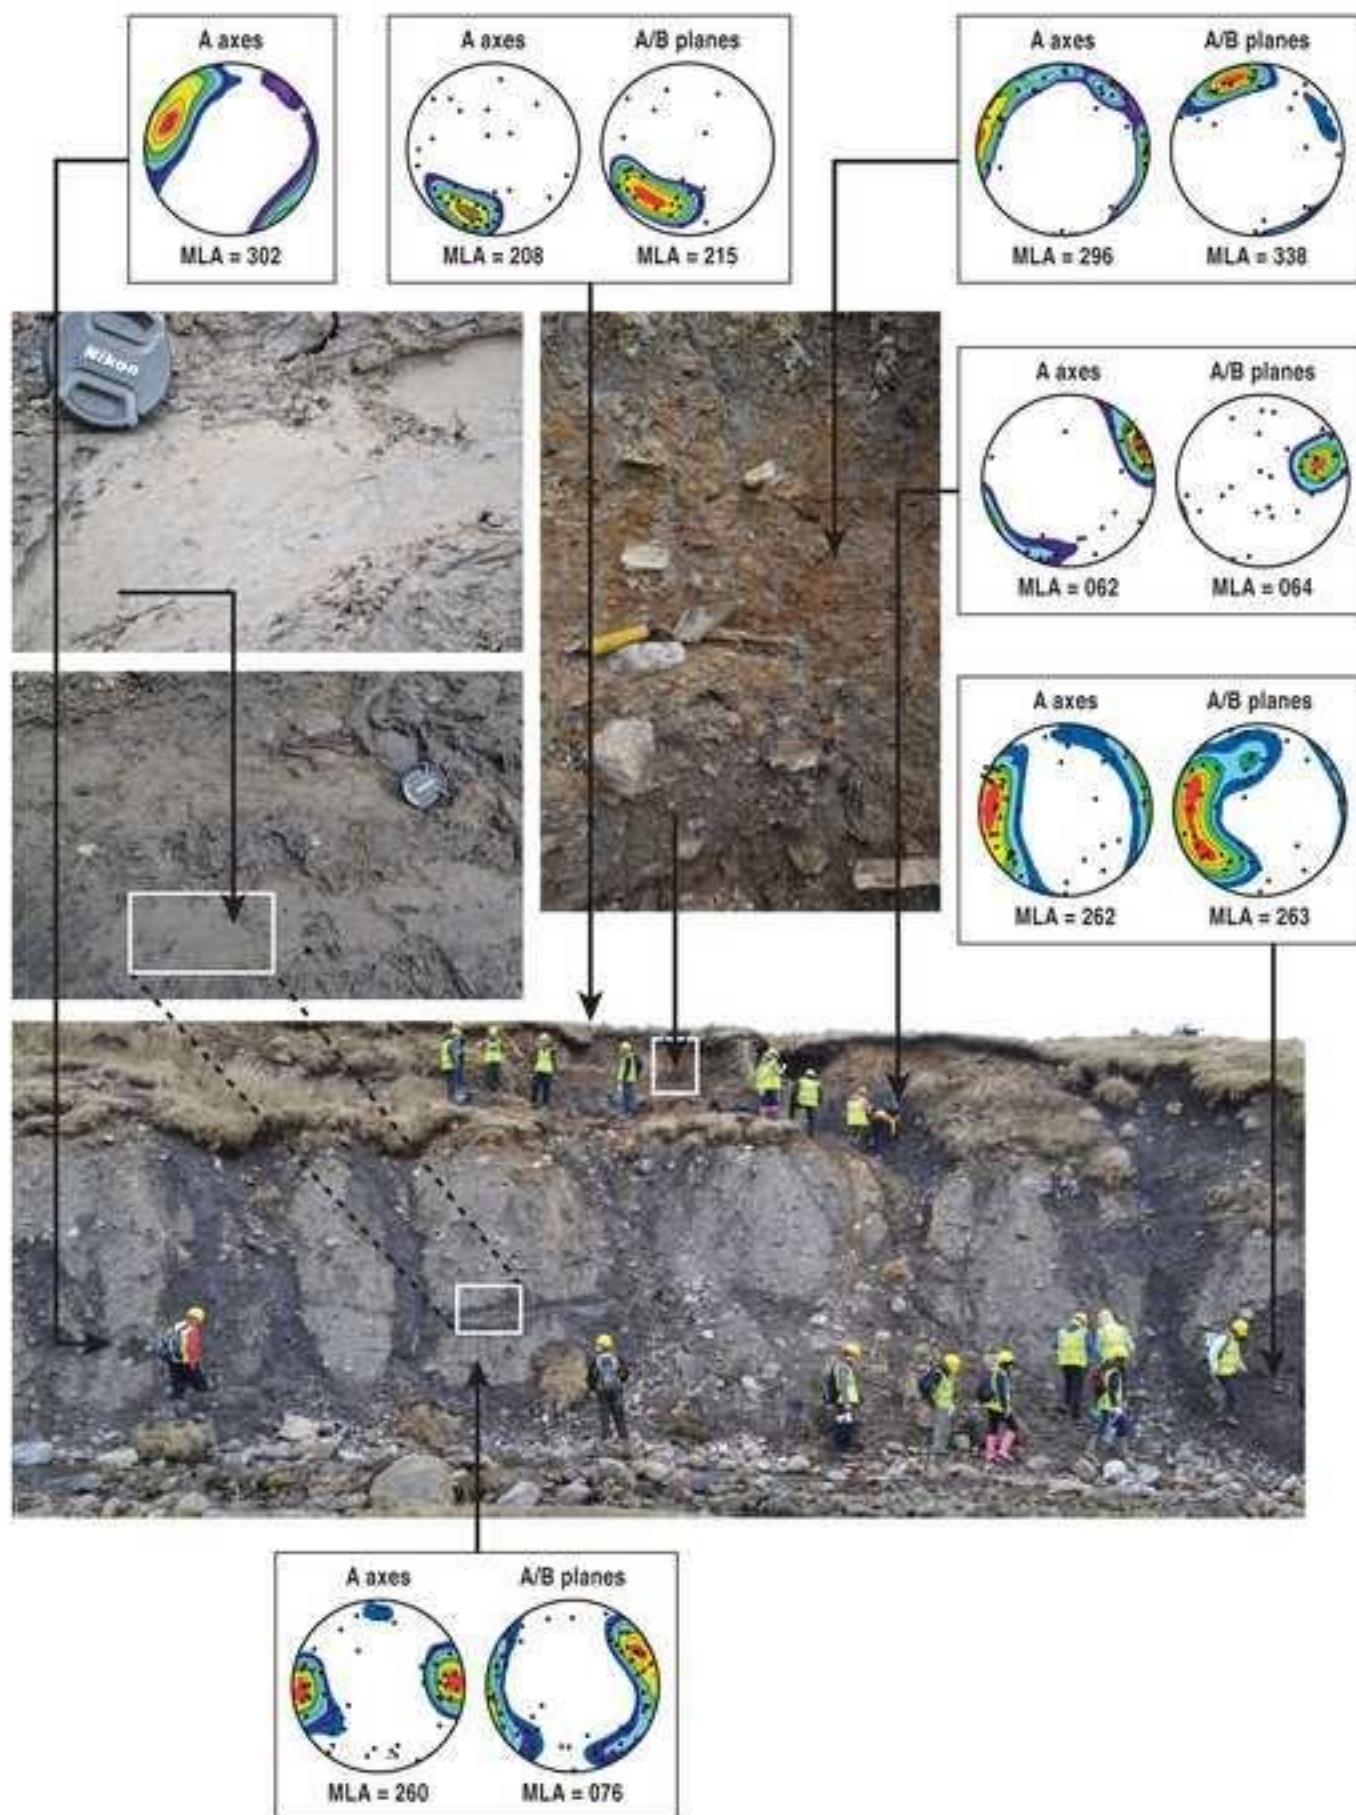 A axes
MLA = 302
A axes A/B planes
MLA = 208 MLA = 215
A axes A/B planes
MLA = 296 MLA = 338
Nikon
A axes A/B planes
MLA = 062 MLA = 064
A axes A/B planes
MLA = 262 MLA = 263
A axes A/B planes
MLA = 260 MLA = 076